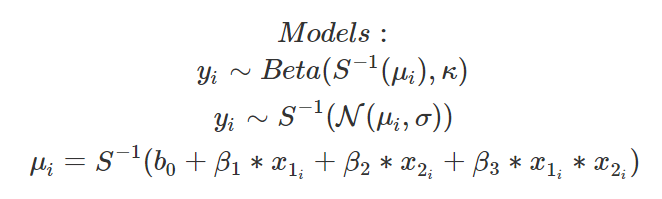 Models :
y_i ∼ Beta(S^{−1}(μ_i), κ)
y_i ∼ S^{−1}(𝒩(μ_i, σ))
μ_i = S^{−1}(b_0 + β_1 * x_{1_i} + β_2 * x_{2_i} + β_3 * x_{1_i} * x_{2_i})